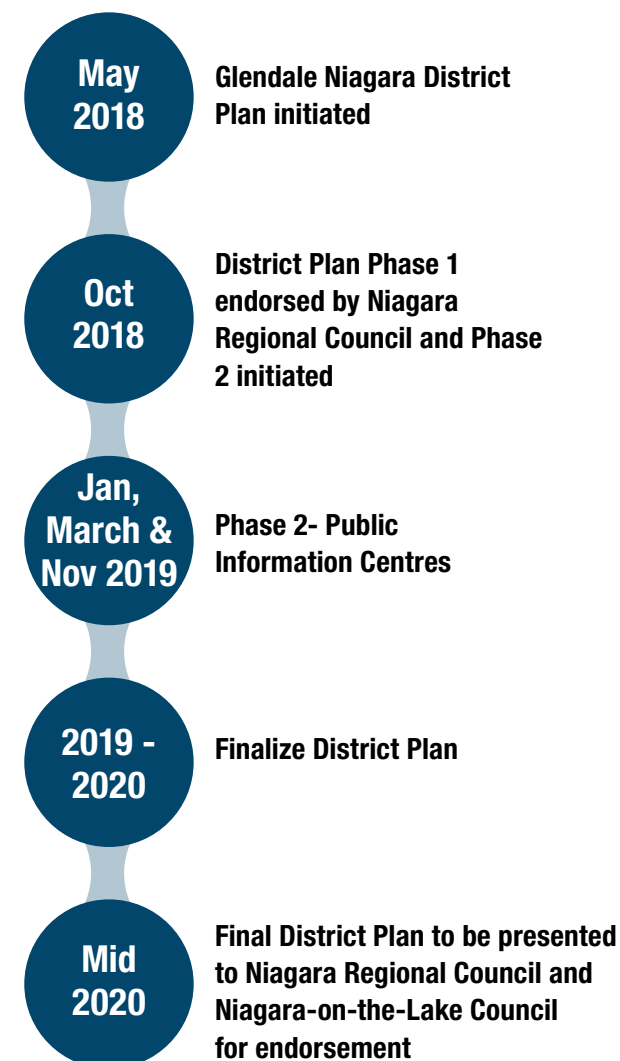 May
2018
Glendale Niagara District
Plan initiated
Oct
2018
District Plan Phase 1
endorsed by Niagara
Regional Council and Phase
2 initiated
Jan,
March &
Nov 2019
Phase 2- Public
Information Centres
2019 -
2020
Finalize District Plan
Mid
2020
Final District Plan to be presented
to Niagara Regional Council and
Niagara-on-the-Lake Council
for endorsement